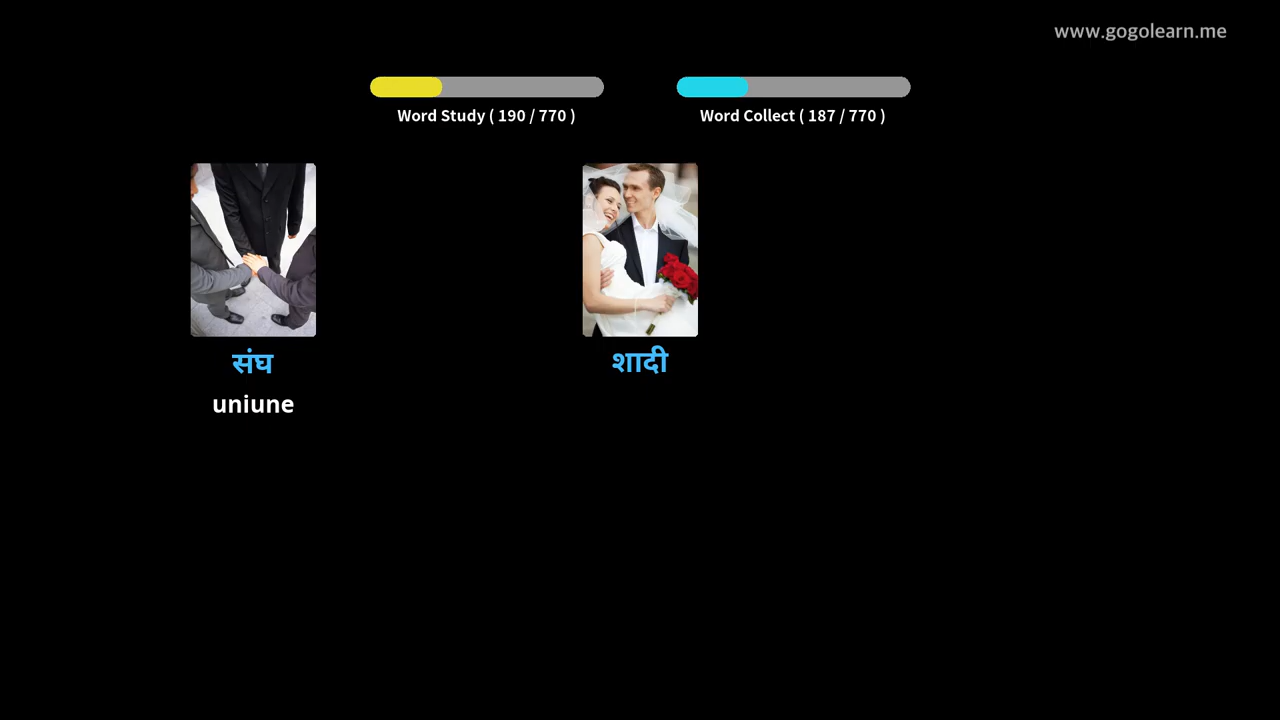 www.gogolearn.me
Word Study ( 190 / 770 )
Word Collect ( 187 / 770 )
संघ
uniune
शादी